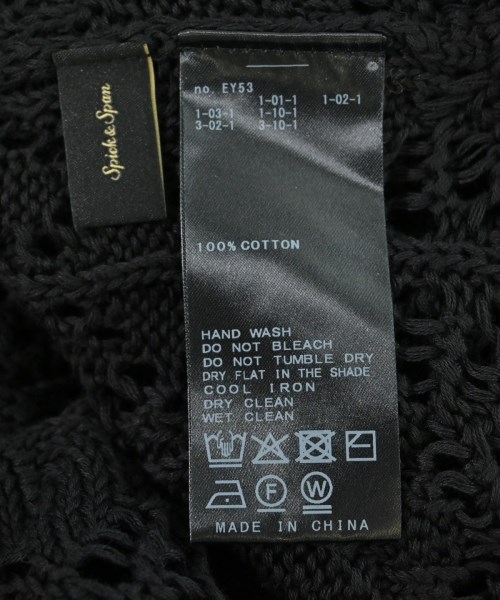 Spick & Span
no. EY53
1-01-1 1-02-1
1-03-1 1-10-1
3-02-1 3-10-1
100% COTTON
HAND WASH
DO NOT BLEACH
DO NOT TUMBLE DRY
DRY FLAT IN THE SHADE
COOL IRON
DRY CLEAN
WET CLEAN
F W
MADE IN CHINA